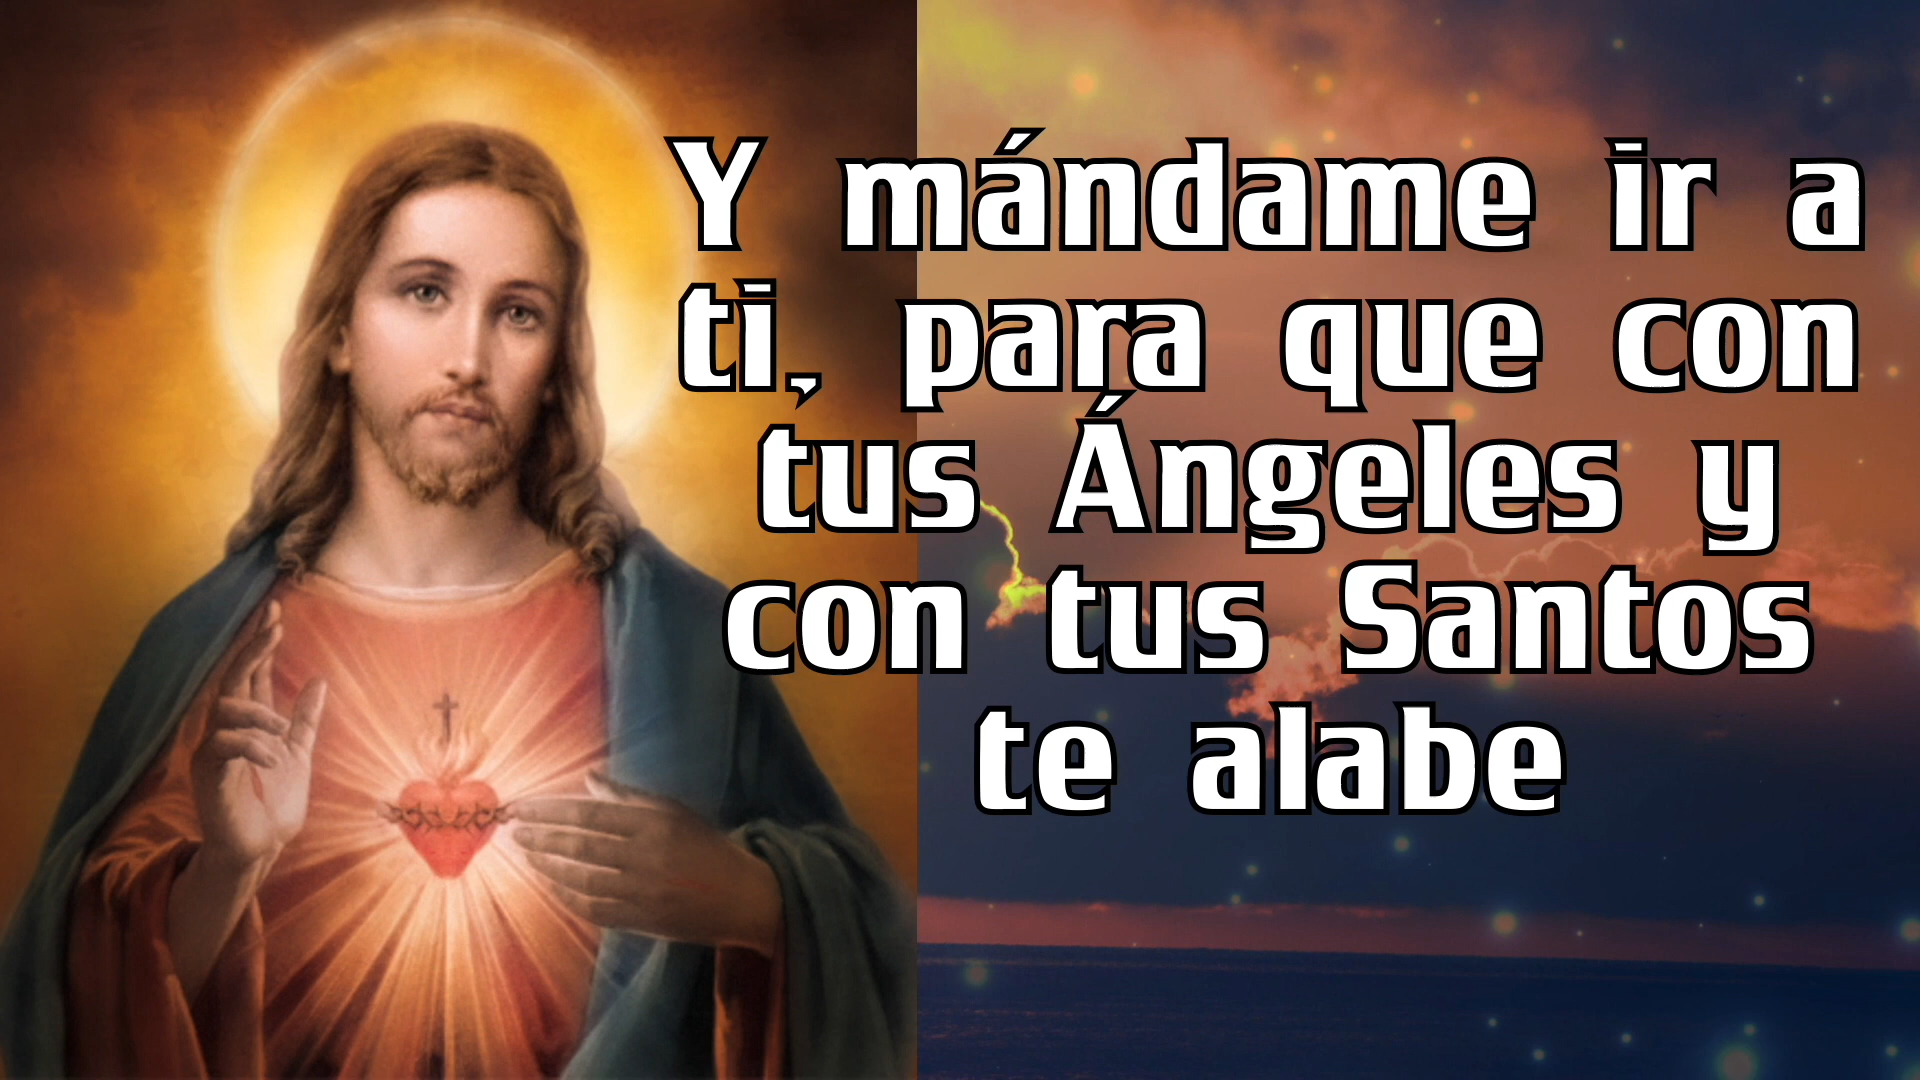 Y mándame ir a
ti, para que con
tus Ángeles y
con tus Santos
te alabe